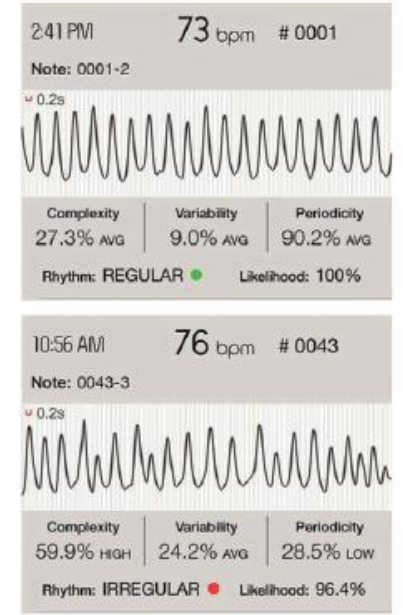 2:41 PM 73 bpm # 0001
Note: 0001-2
0.2s
Complexity Variability Periodicity
27.3% AVG 9.0% AVG 90.2% AVG
Rhythm: REGULAR Likelihood: 100%
10:56 AM 76 bpm # 0043
Note: 0043-3
0.2s
Complexity Variability Periodicity
59.9% HIGH 24.2% AVG 28.5% LOW
Rhythm: IRREGULAR Likelihood: 96.4%